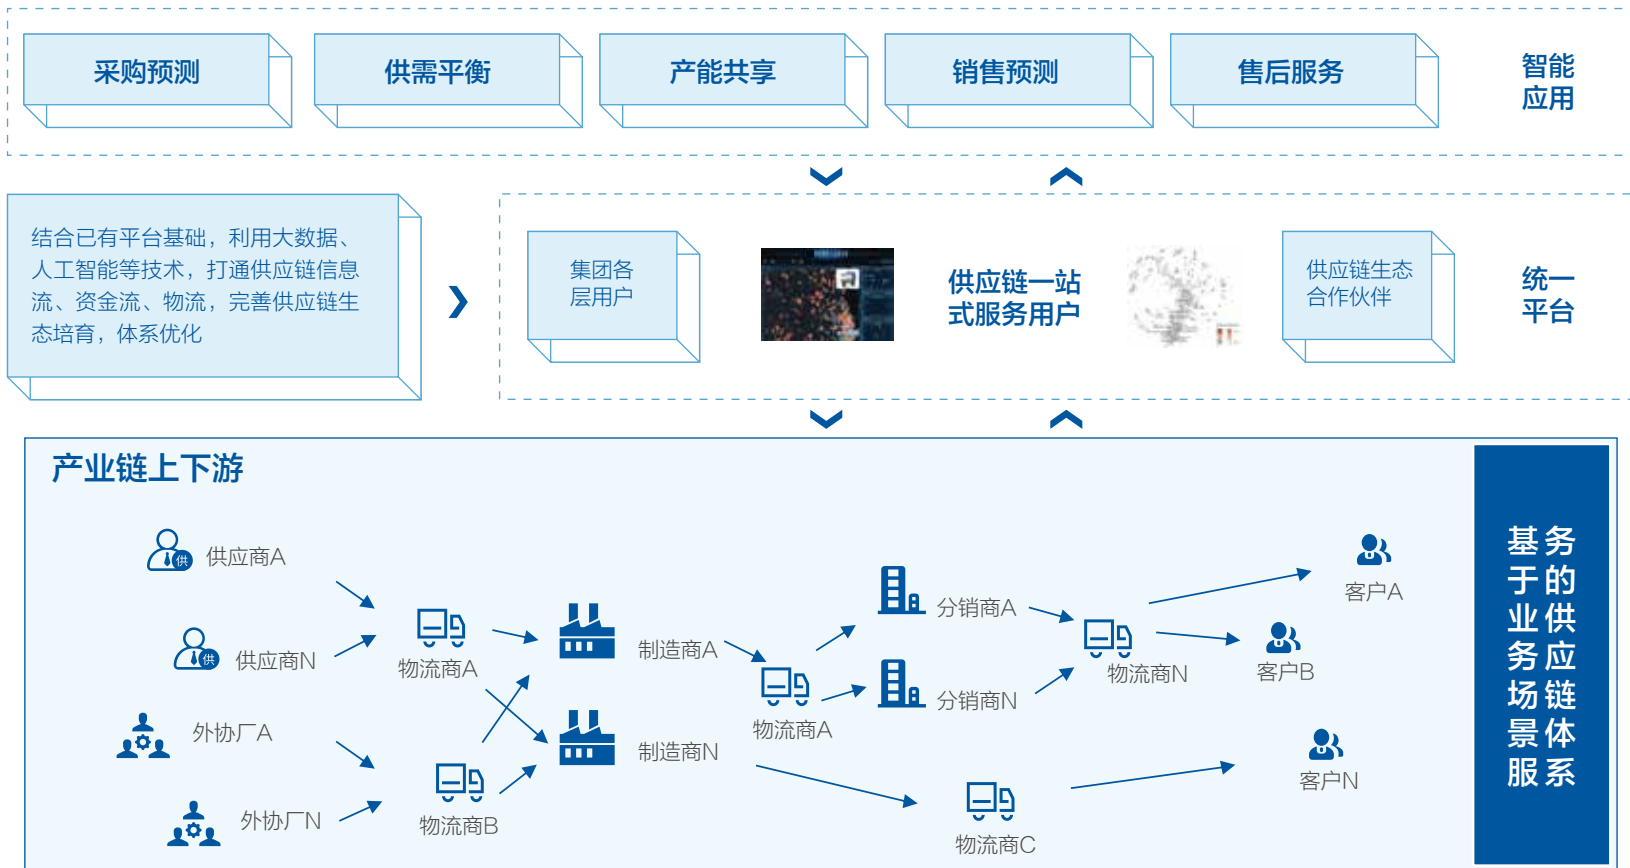 采购预测
供需平衡
产能共享
销售预测
售后服务
智能
应用
结合已有平台基础，利用大数据、
人工智能等技术，打通供应链信息
流、资金流、物流，完善供应链生
态培育，体系优化
集团各
层用户
供应链一站
式服务用户
供应链生态
合作伙伴
统一
平台
产业链上下游
供
供应商A
供
供应商N
外协厂A
外协厂N
物流商A
物流商B
制造商A
制造商N
物流商A
分销商A
分销商N
物流商C
物流商N
客户A
客户B
客户N
基于业务场景服
务的供应链体系